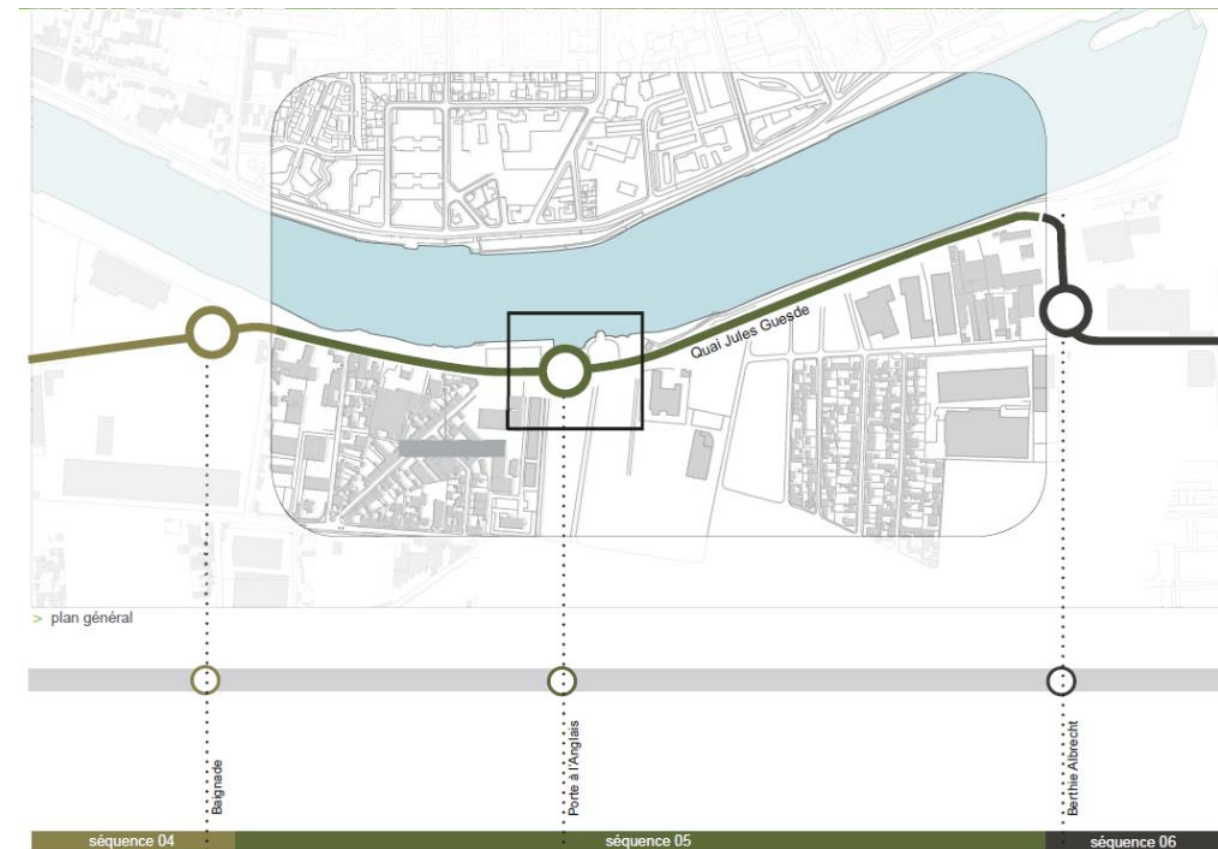 Quai Jules Guesde
> plan général
Baignade
Porte à l'Anglais
Berthie Albrecht
séquence 04
séquence 05
séquence 06